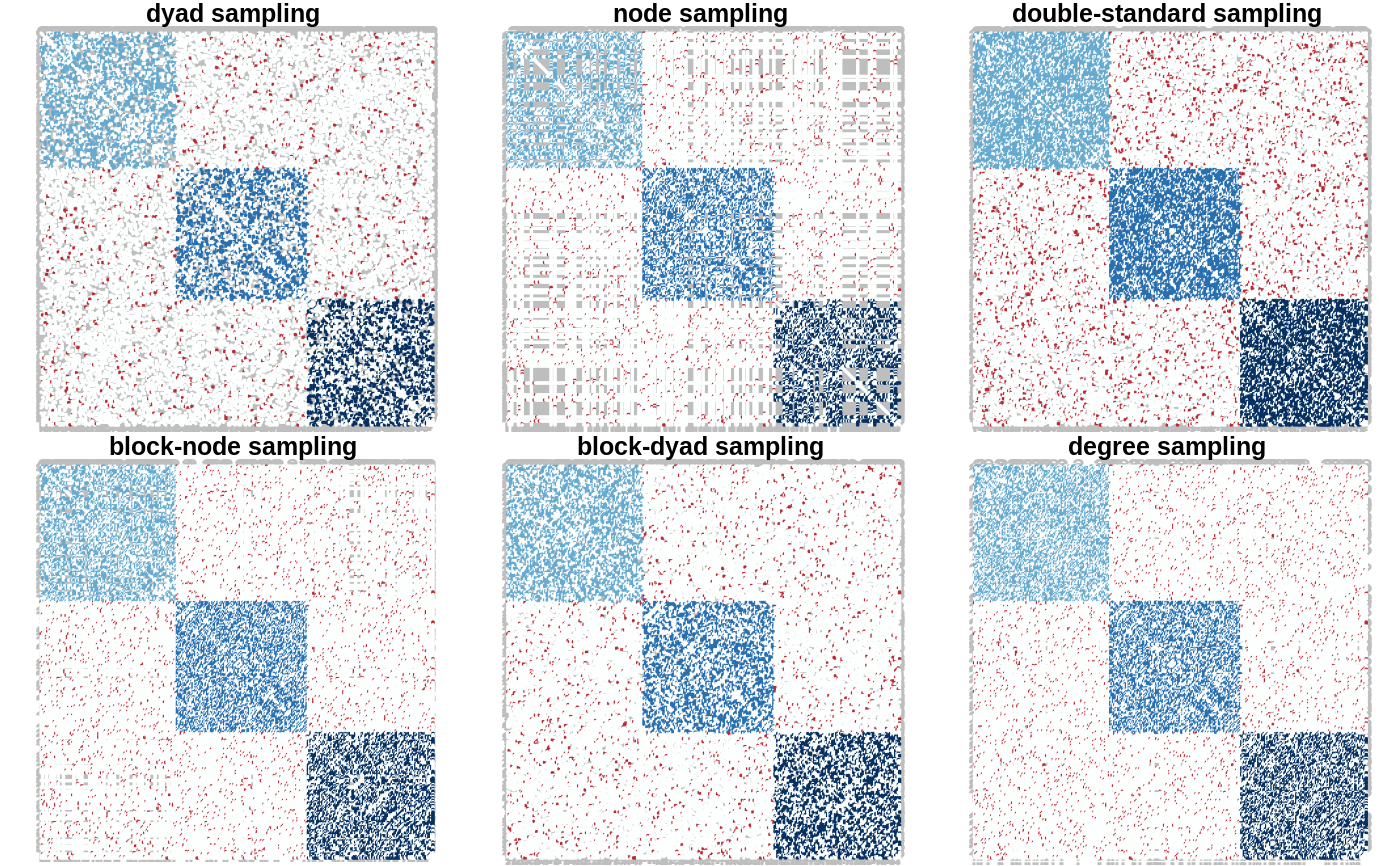 dyad sampling
node sampling
double-standard sampling
block-node sampling
block-dyad sampling
degree sampling